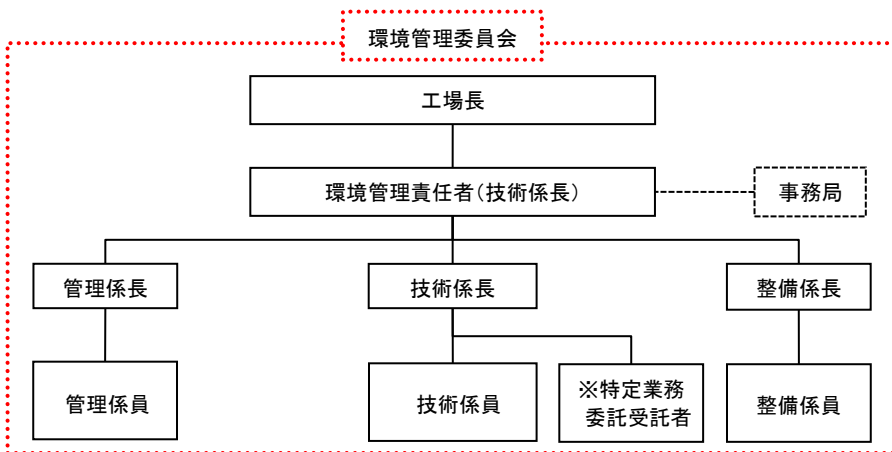 環境管理委員会
工場長
環境管理責任者(技術係長)
事務局
管理係長
技術係長
整備係長
管理係員
技術係員
※特定業務
委託受託者
整備係員